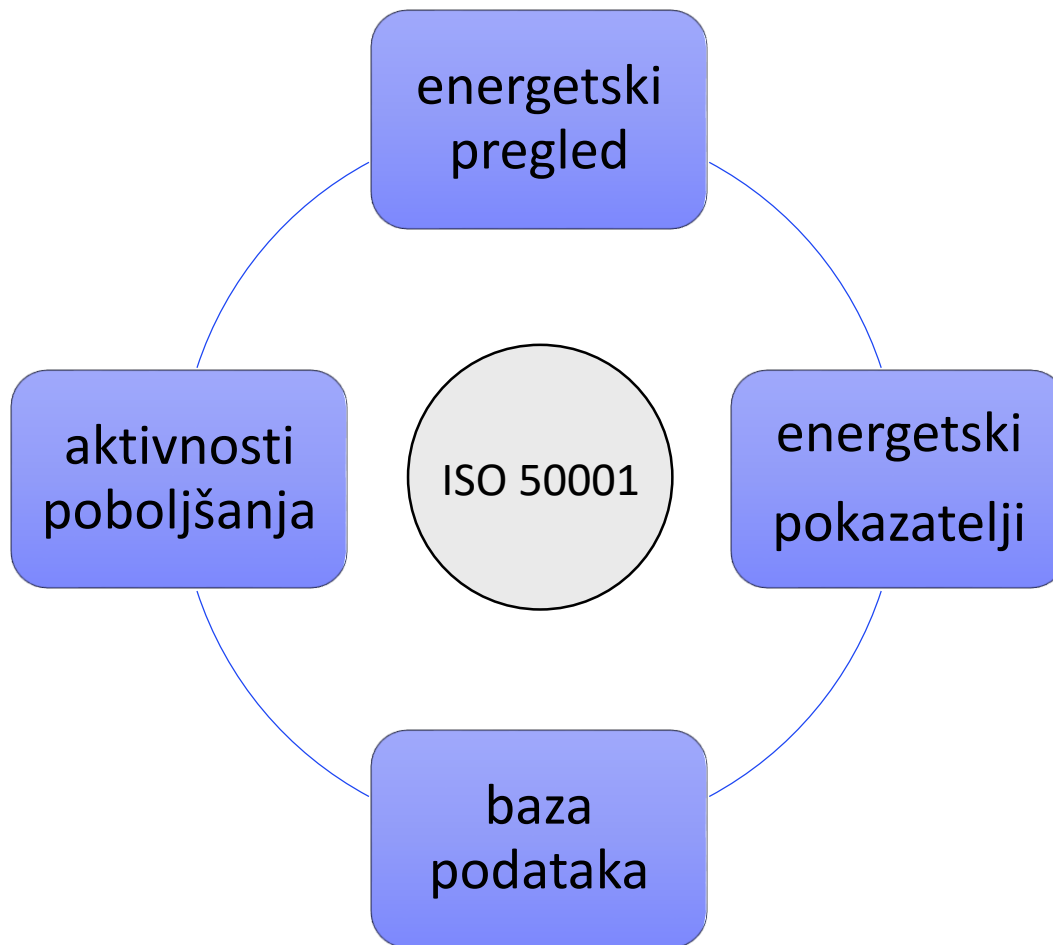 energetski
pregled
aktivnosti
poboljšanja
ISO 50001
energetski
pokazatelji
baza
podataka